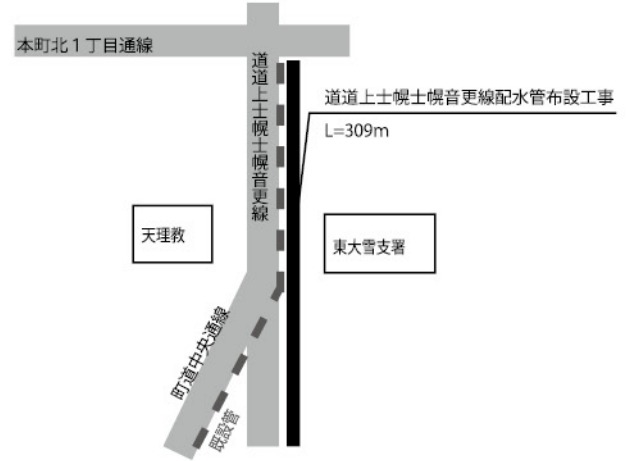 本町北１丁目通線
道道上士幌士幌音更線
道道上士幌士幌音更線配水管布設工事
L=309m
天理教
東大雪支署
町道中央通線
既設管